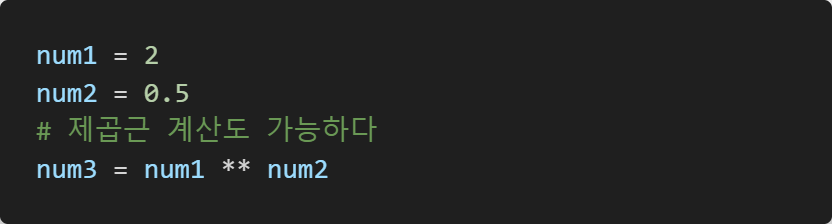 num1 = 2
num2 = 0.5
# 제곱근 계산도 가능하다
num3 = num1 ** num2